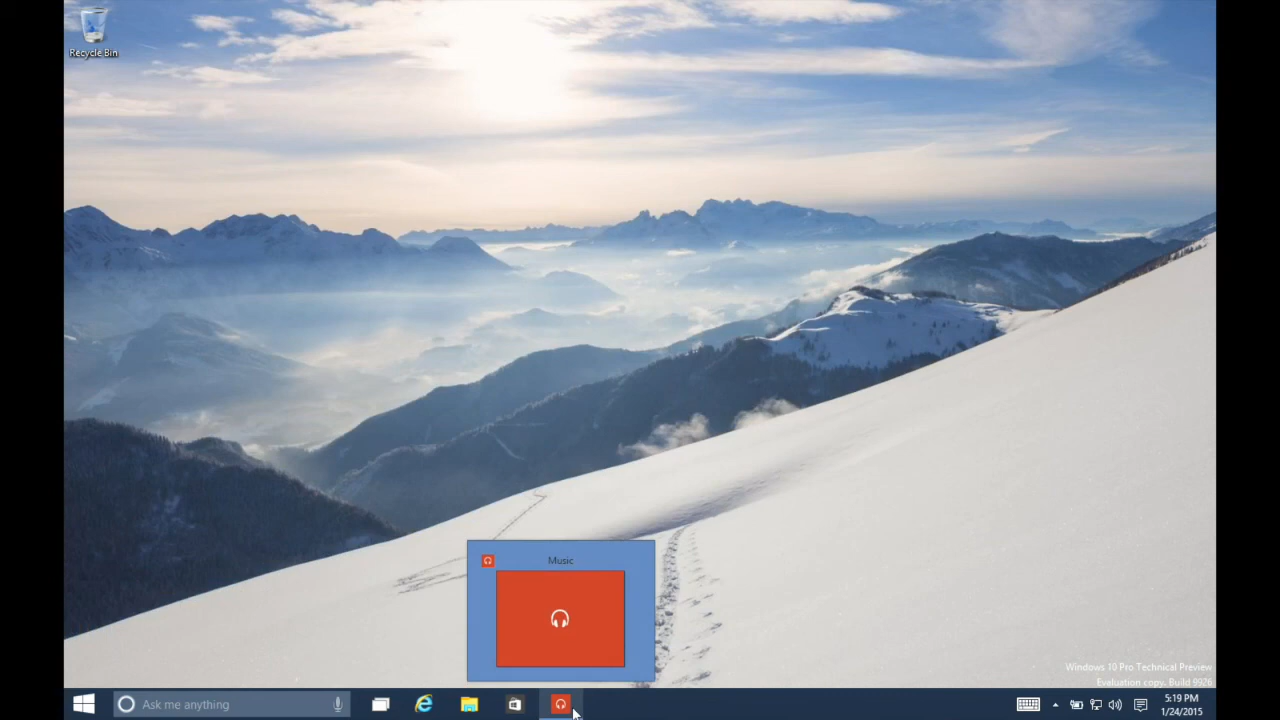 Recycle Bin
Music
Windows 10 Pro Technical Preview
Evaluation copy. Build 9926
Ask me anything
5:19 PM
1/24/2015